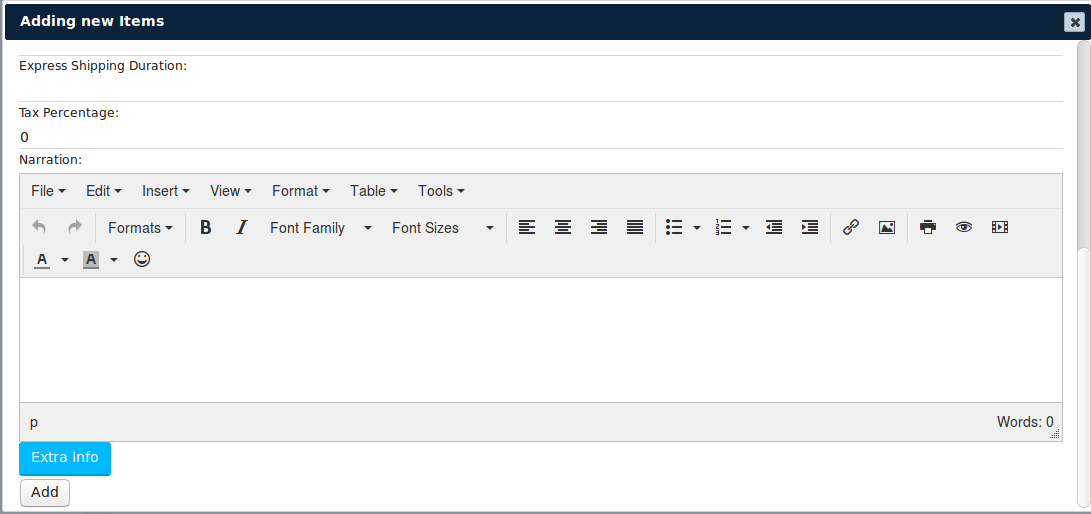 Adding new Items
Express Shipping Duration:
Tax Percentage:
0
Narration:
File Edit Insert View Format Table Tools
Formats B I Font Family Font Sizes
A A
p Words: 0
Extra Info
Add